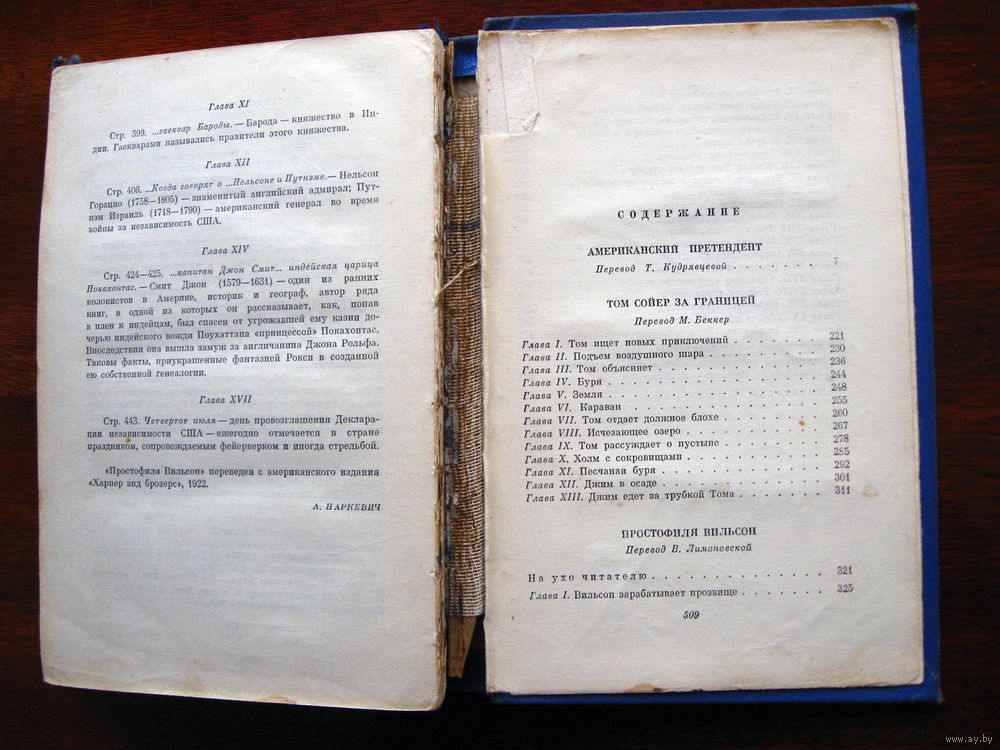 Глава XI
Стр. 399. ...гаеквар Бароды. — Барода — княжество в Ин-
дии. Гаекварами назывались правители этого княжества.
Глава XII
Стр. 406. ...Когда говорят о ...Нельсоне и Путнэме.— Нельсон
Горацио (1758—1805) — знаменитый английский адмирал; Пут-
нэм Израиль (1718—1790) — американский генерал во время
войны за независимость США.
Глава XIV
Стр. 424—425. ...капитан Джон Смит... индейская царица
Покахонтас. — Смит Джон (1579—1631) — один из ранних
колонистов в Америке, историк и географ, автор ряда
книг, в одной из которых он рассказывает, как, попав
в плен к индейцам, был спасен от угрожавшей ему казни до-
черью индейского вождя Поухаттана «принцессой» Покахонтас.
Впоследствии она вышла замуж за англичанина Джона Рольфа.
Таковы факты, приукрашенные фантазией Рокси в созданной
ею собственной генеалогии.
Глава XVII
Стр. 443. Четвертое июля — день провозглашения Деклара-
ции независимости США — ежегодно отмечается в стране
праздником, сопровождаемым фейерверком и иногда стрельбой.
«Простофиля Вильсон» переведен с американского издания
«Харпер энд брозерс», 1922.
А. НАРКЕВИЧ
СОДЕРЖАНИЕ
АМЕРИКАНСКИЙ ПРЕТЕНДЕНТ
Перевод Т. Кудрявцевой . . . . . . . 7
ТОМ СОЙЕР ЗА ГРАНИЦЕЙ
Перевод М. Беккер
Глава I. Том ищет новых приключений . . . . . . . 221
Глава II. Подъем воздушного шара . . . . . . . 230
Глава III. Том объясняет . . . . . . . 236
Глава IV. Буря . . . . . . . 244
Глава V. Земля . . . . . . . 248
Глава VI. Караван . . . . . . . 255
Глава VII. Том отдает должное блохе . . . . . . . 260
Глава VIII. Исчезающее озеро . . . . . . . 267
Глава IX. Том рассуждает о пустыне . . . . . . . 278
Глава X. Холм с сокровищами . . . . . . . 285
Глава XI. Песчаная буря . . . . . . . 292
Глава XII. Джим в осаде . . . . . . . 301
Глава XIII. Джим едет за трубкой Тома . . . . . . . 311
ПРОСТОФИЛЯ ВИЛЬСОН
Перевод В. Лимановской
На ухо читателю . . . . . . . 321
Глава I. Вильсон зарабатывает прозвище . . . . . . . 325
509
www.ay.by